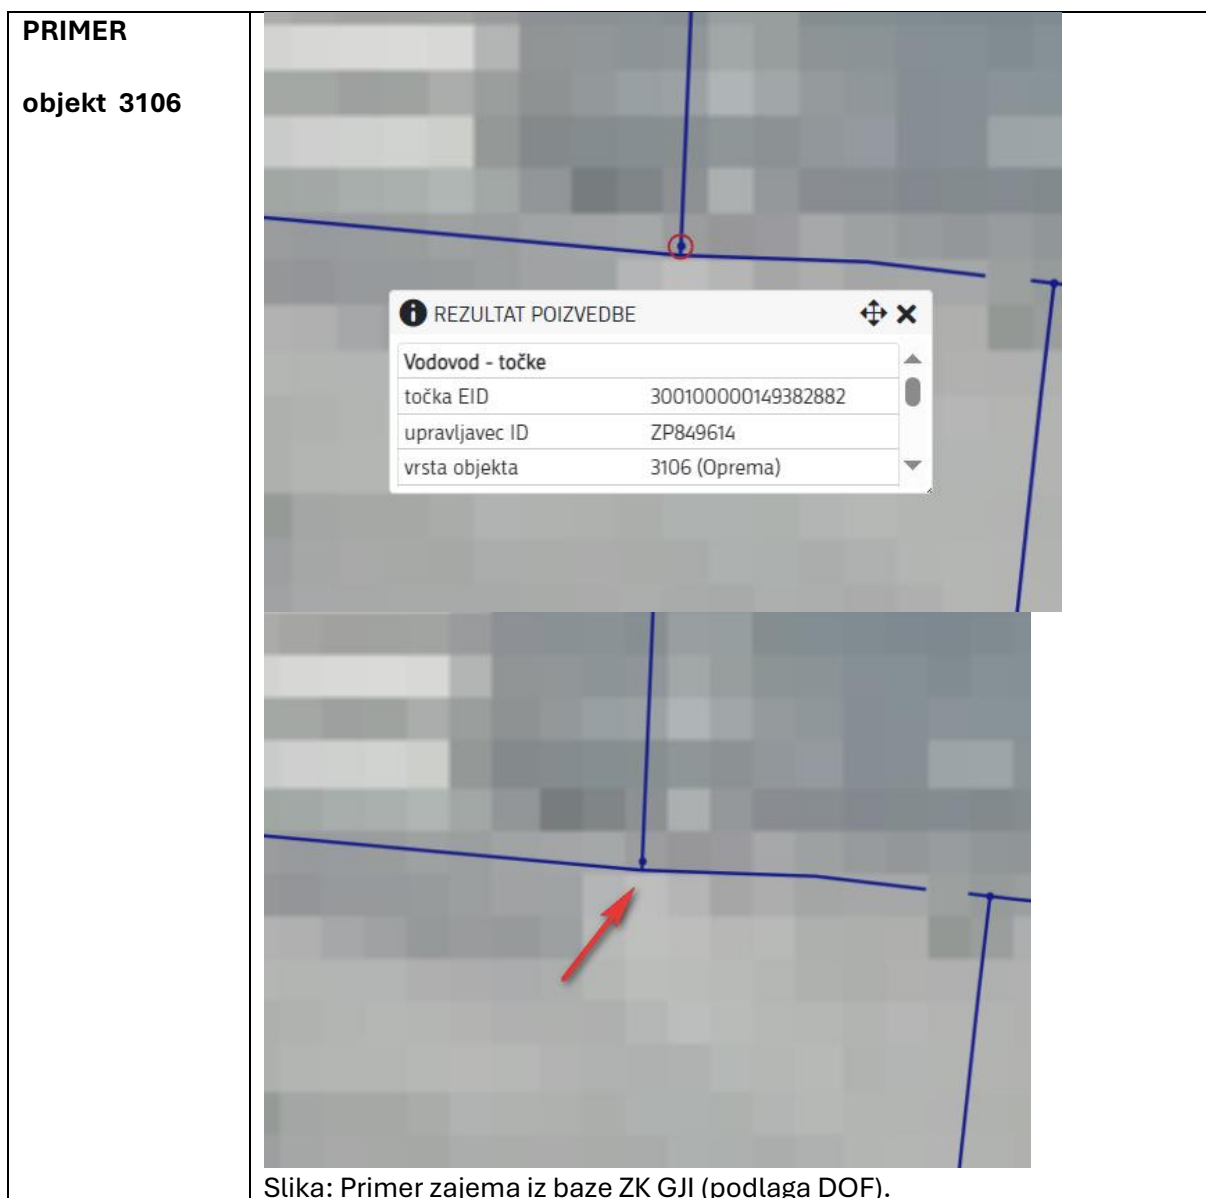 PRIMER
objekt 3106
REZULTAT POIZVEDBE
Vodovod - točke
točka EID 300100000149382882
upravljavec ID ZP849614
vrsta objekta 3106 (Oprema)
Slika: Primer zajema iz baze ZK GJI (podlaga DOF).